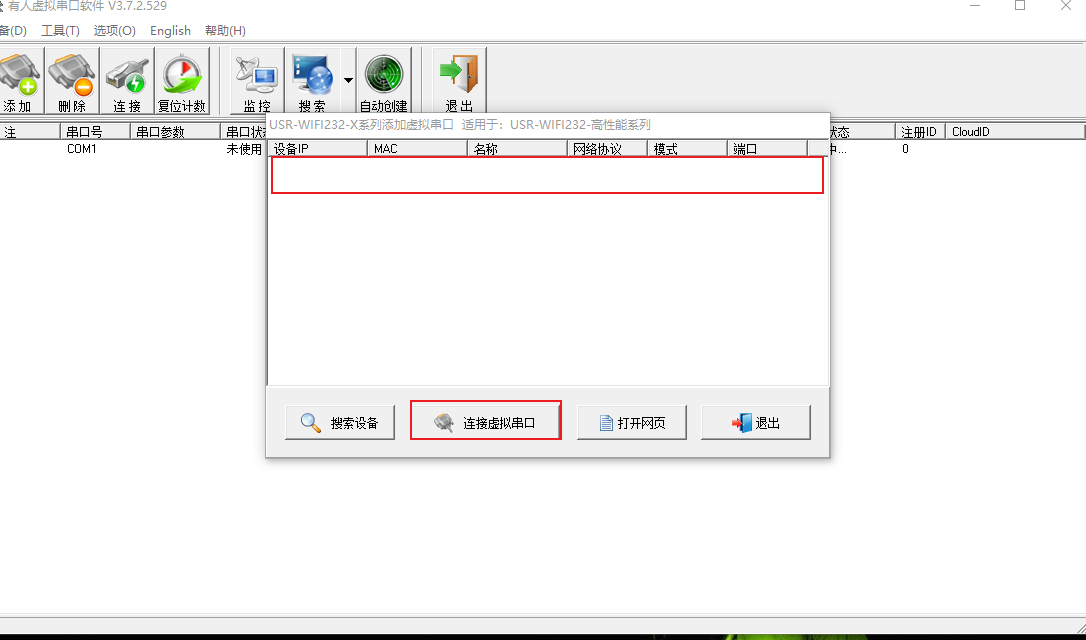 有人虚拟串口软件 V3.7.2.529
备(D) 工具(T) 选项(O) English 帮助(H)
添加 删除 连接 复位计数 监控 搜索 自动创建 退出
USR-WIFI232-X系列添加虚拟串口 适用于：USR-WIFI232-高性能系列
注 串口号 串口参数 串口状 状态 注册ID CloudID
设备IP MAC 名称 网络协议 模式 端口
COM1 未使用 中... 0
搜索设备 连接虚拟串口 打开网页 退出